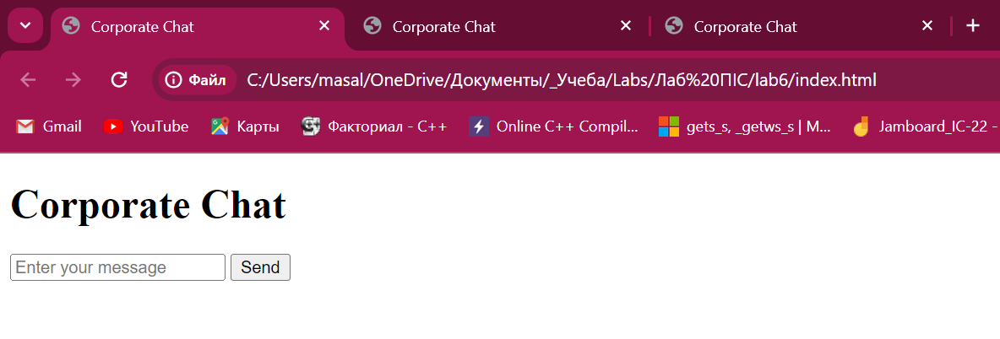 Corporate Chat Corporate Chat Corporate Chat
Файл C:/Users/masal/OneDrive/Документы/_Учеба/Labs/Лаб%20ПІС/lab6/index.html
Gmail YouTube Карты Факториал - C++ Online C++ Compil... gets_s, _getws_s | M... Jamboard_IC-22 -
Corporate Chat
Enter your message Send